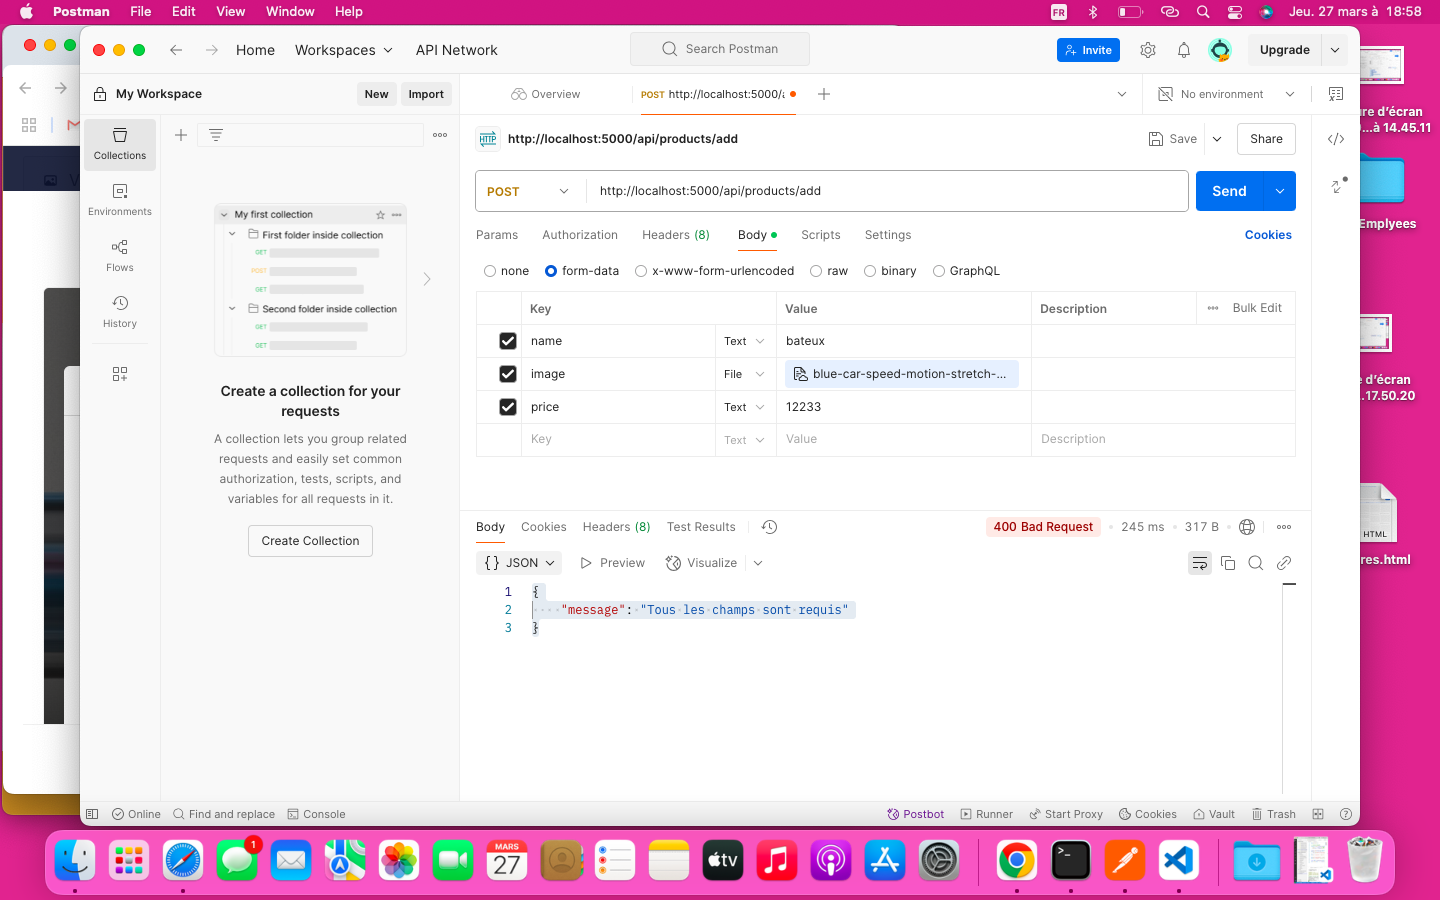 Postman File Edit View Window Help FR Jeu. 27 mars à 18:58
Home Workspaces API Network Search Postman Invite Upgrade
My Workspace New Import Overview POST http://localhost:5000/a No environment
ure d'écran
0...à 14.45.11
Collections
HTTP http://localhost:5000/api/products/add Save Share
Environments
POST http://localhost:5000/api/products/add Send
Emplyees
Flows
Params Authorization Headers (8) Body Scripts Settings Cookies
none form-data x-www-form-urlencoded raw binary GraphQL
History
My first collection
First folder inside collection
GET
POST
GET
Second folder inside collection
GET
GET
Key Value Description Bulk Edit
name Text bateux
image File blue-car-speed-motion-stretch-...
price Text 12233
Key Text Value Description
e d'écran
.17.50.20
Create a collection for your
requests
A collection lets you group related
requests and easily set common
authorization, tests, scripts, and
variables for all requests in it.
Create Collection
Body Cookies Headers (8) Test Results 400 Bad Request 245 ms 317 B
HTML
res.html
{} JSON Preview Visualize
1 {
2 "message": "Tous les champs sont requis"
3 }
Online Find and replace Console Postbot Runner Start Proxy Cookies Vault Trash
1
MARS
27
tv